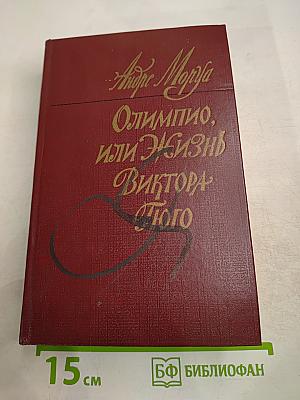 Андре Моруа
Олимпио,
или Жизнь
Виктора
Гюго
15 см
БФ БИБЛИОФАН